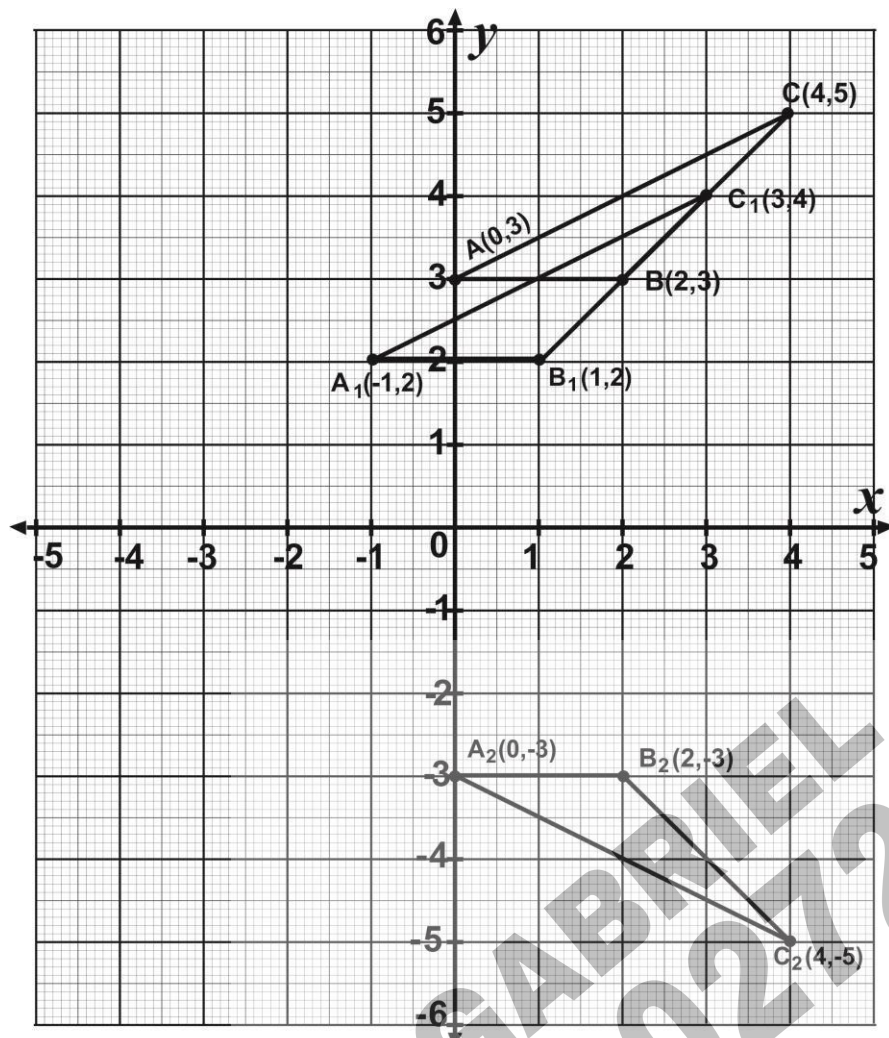 6
y
C(4,5)
5
4
C1(3,4)
A(0,3)
3
B(2,3)
2
A1(-1,2)
B1(1,2)
1
x
-5 -4 -3 -2 -1 0 1 2 3 4 5
-1
-2
A2(0,-3)
B2(2,-3)
-3
-4
-5
C2(4,-5)
-6
GABRIEL
0272